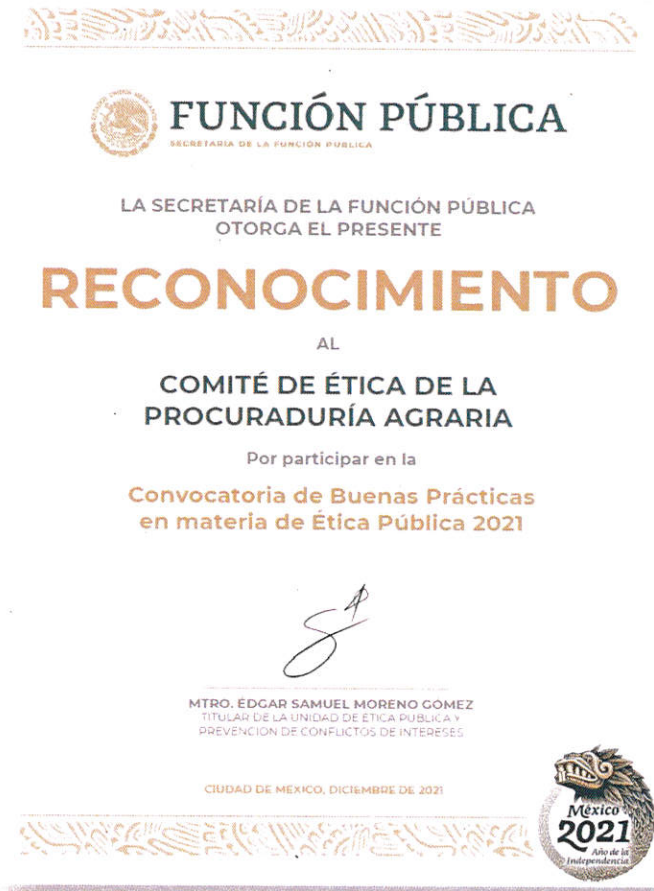 FUNCIÓN PÚBLICA
SECRETARÍA DE LA FUNCIÓN PÚBLICA
LA SECRETARÍA DE LA FUNCIÓN PÚBLICA
OTORGA EL PRESENTE
RECONOCIMIENTO
AL
COMITÉ DE ÉTICA DE LA
PROCURADURÍA AGRARIA
Por participar en la
Convocatoria de Buenas Prácticas
en materia de Ética Pública 2021
MTRO. ÉDGAR SAMUEL MORENO GÓMEZ
TITULAR DE LA UNIDAD DE ÉTICA PÚBLICA Y
PREVENCIÓN DE CONFLICTOS DE INTERESES
CIUDAD DE MÉXICO, DICIEMBRE DE 2021
México
2021
Año de la
Independencia